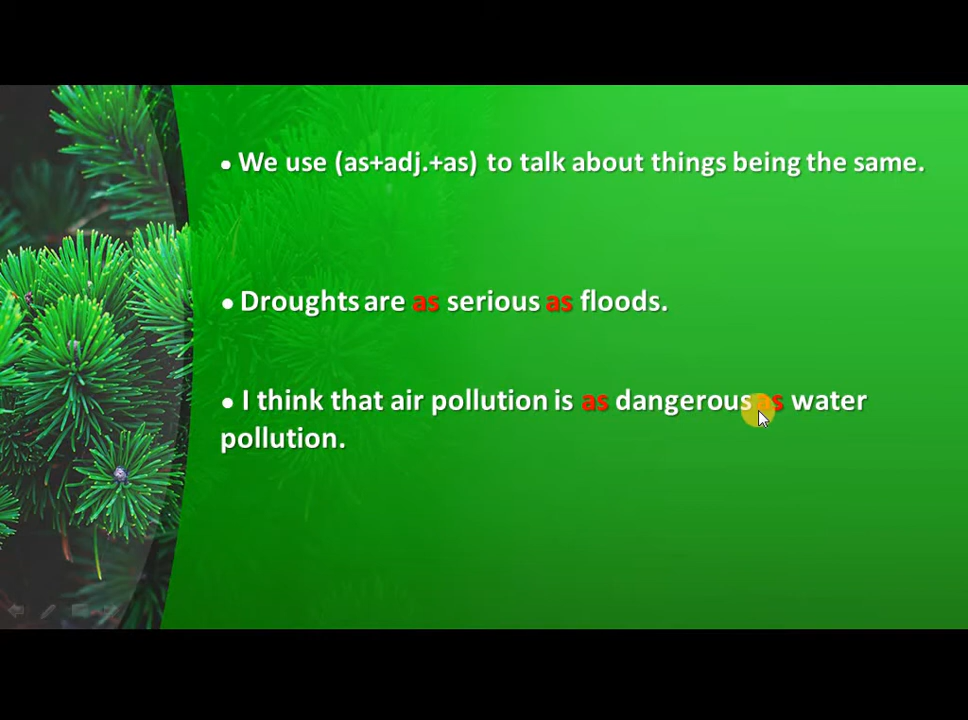 • We use (as+adj.+as) to talk about things being the same.
• Droughts are as serious as floods.
• I think that air pollution is as dangerous as water
pollution.